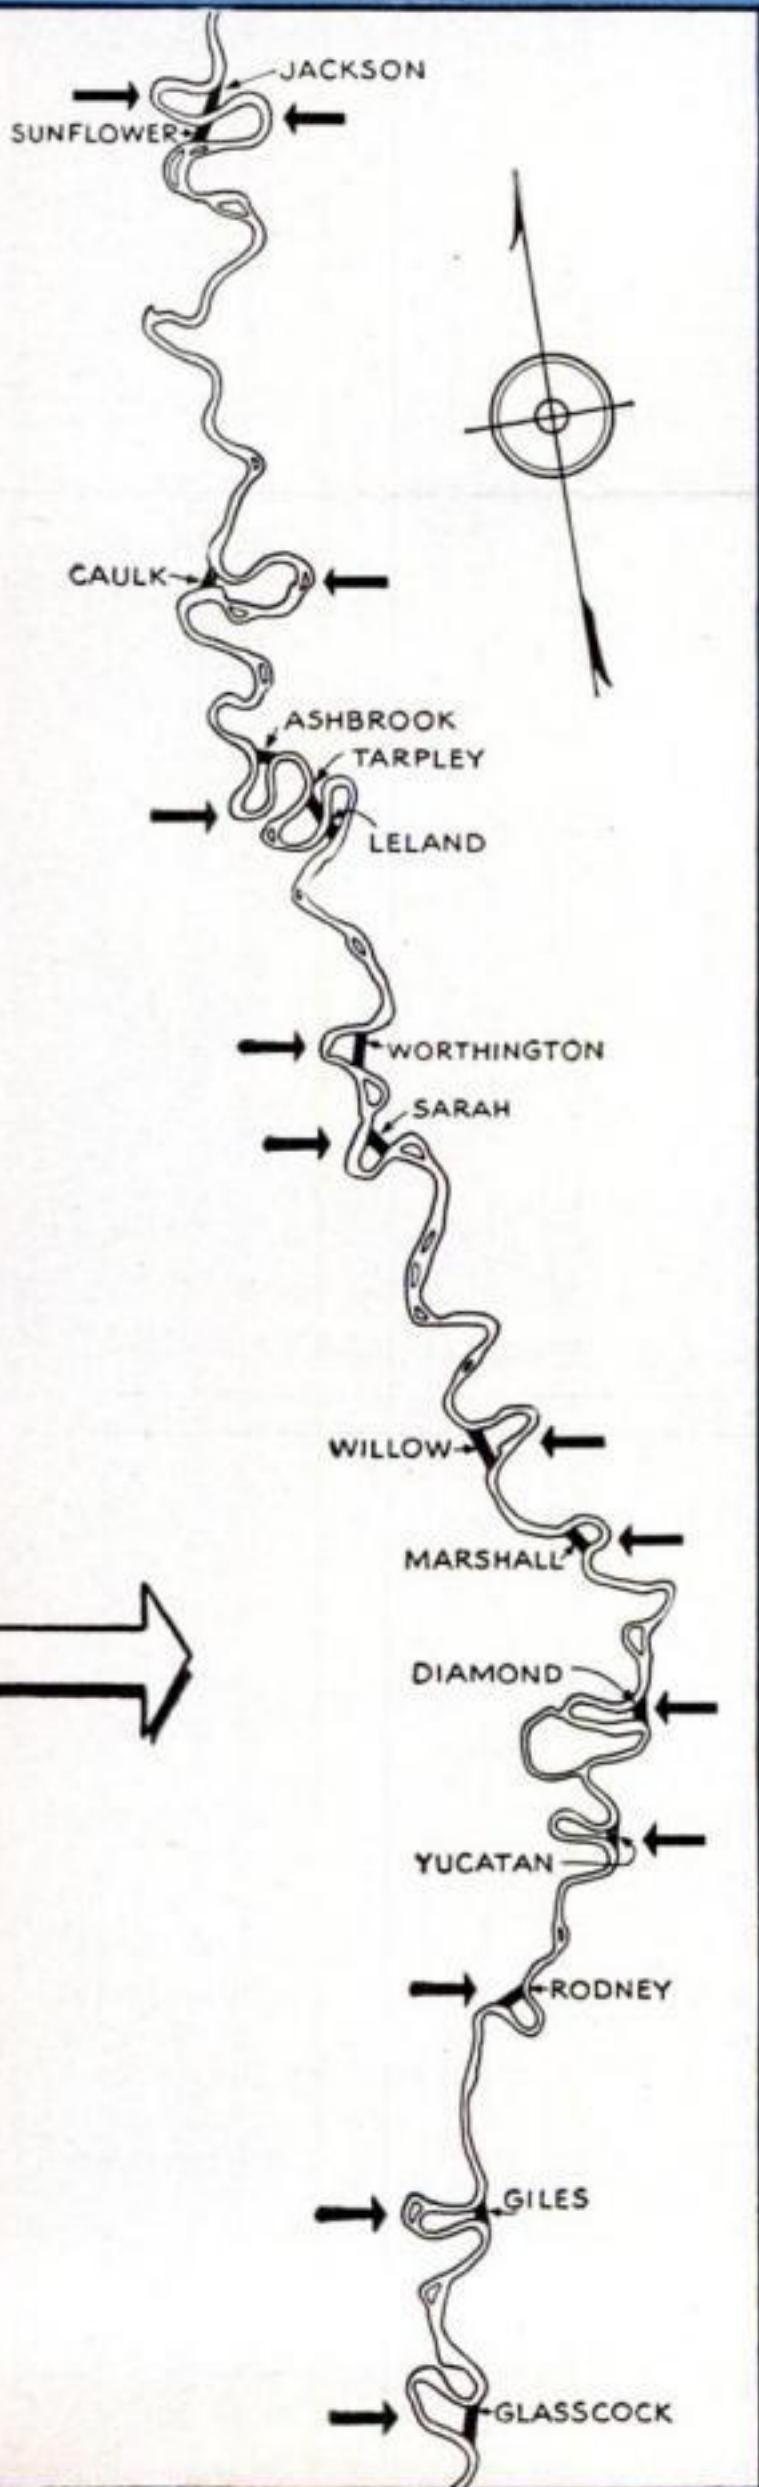 JACKSON
SUNFLOWER
CAULK
ASHBROOK
TARPLEY
LELAND
WORTHINGTON
SARAH
WILLOW
MARSHALL
DIAMOND
YUCATAN
RODNEY
GILES
GLASSCOCK